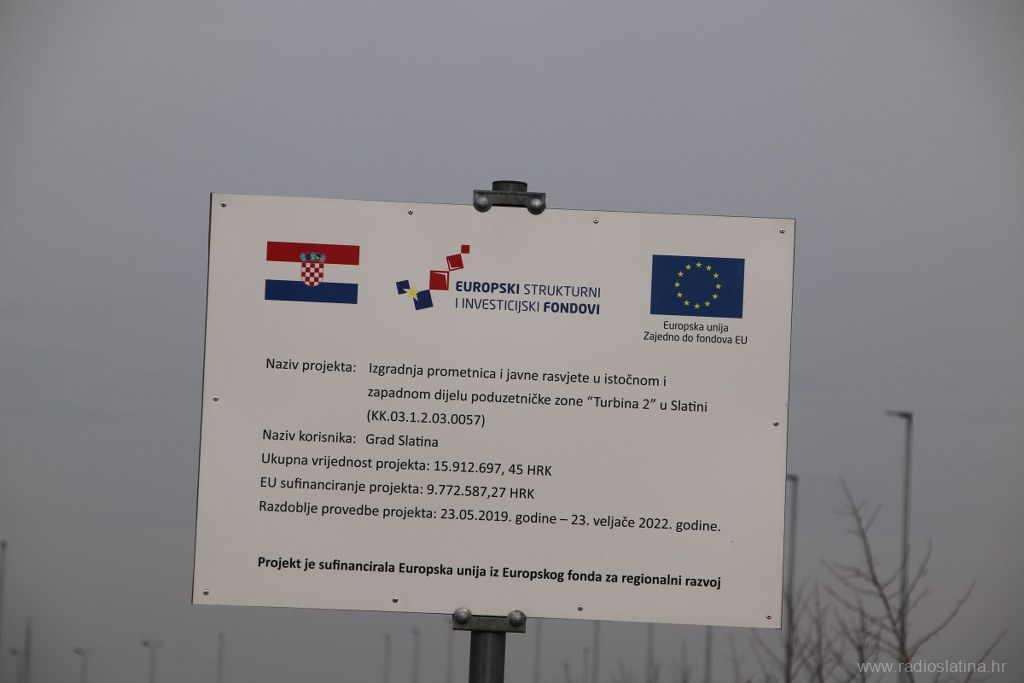 EUROPSKI STRUKTURNI
I INVESTICIJSKI FONDOVI
Europska unija
Zajedno do fondova EU
Naziv projekta: Izgradnja prometnica i javne rasvjete u istočnom i
zapadnom dijelu poduzetničke zone “Turbina 2” u Slatini
(KK.03.1.2.03.0057)
Naziv korisnika: Grad Slatina
Ukupna vrijednost projekta: 15.912.697, 45 HRK
EU sufinanciranje projekta: 9.772.587,27 HRK
Razdoblje provedbe projekta: 23.05.2019. godine – 23. veljače 2022. godine.
Projekt je sufinancirala Europska unija iz Europskog fonda za regionalni razvoj
www.radioslatina.hr